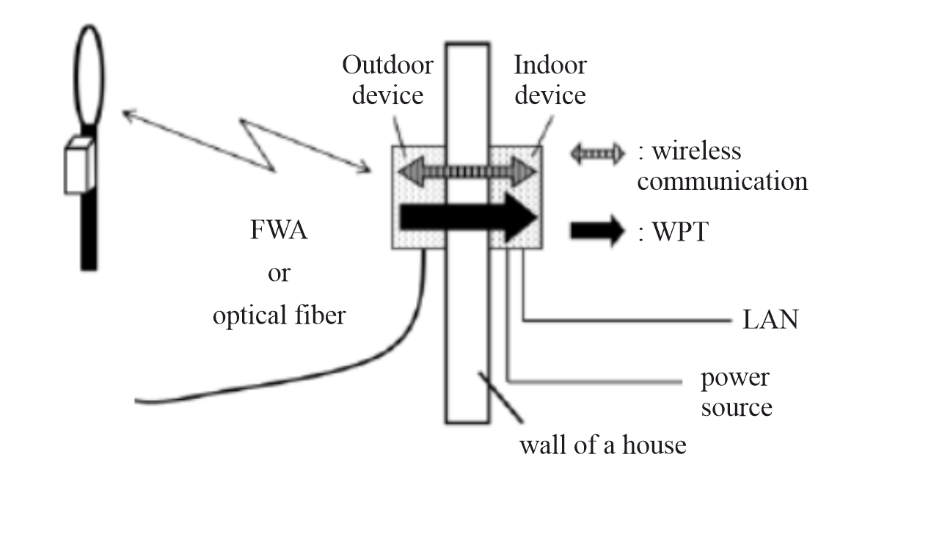 Outdoor
device
Indoor
device
: wireless
communication
: WPT
FWA
or
optical fiber
LAN
power
source
wall of a house